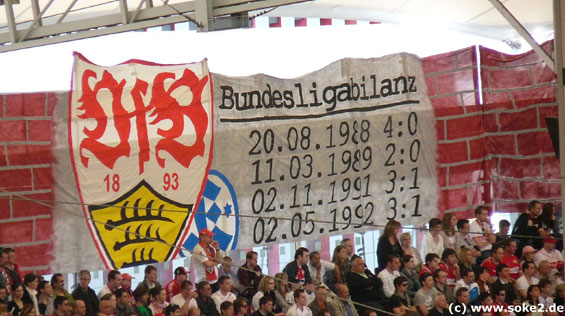 VfB
18 93
Bundesligabilanz
20.08.1988 4:0
11.03.1989 2:0
02.11.1991 3:1
02.05.1992 3:1
(c) www.soke2.de